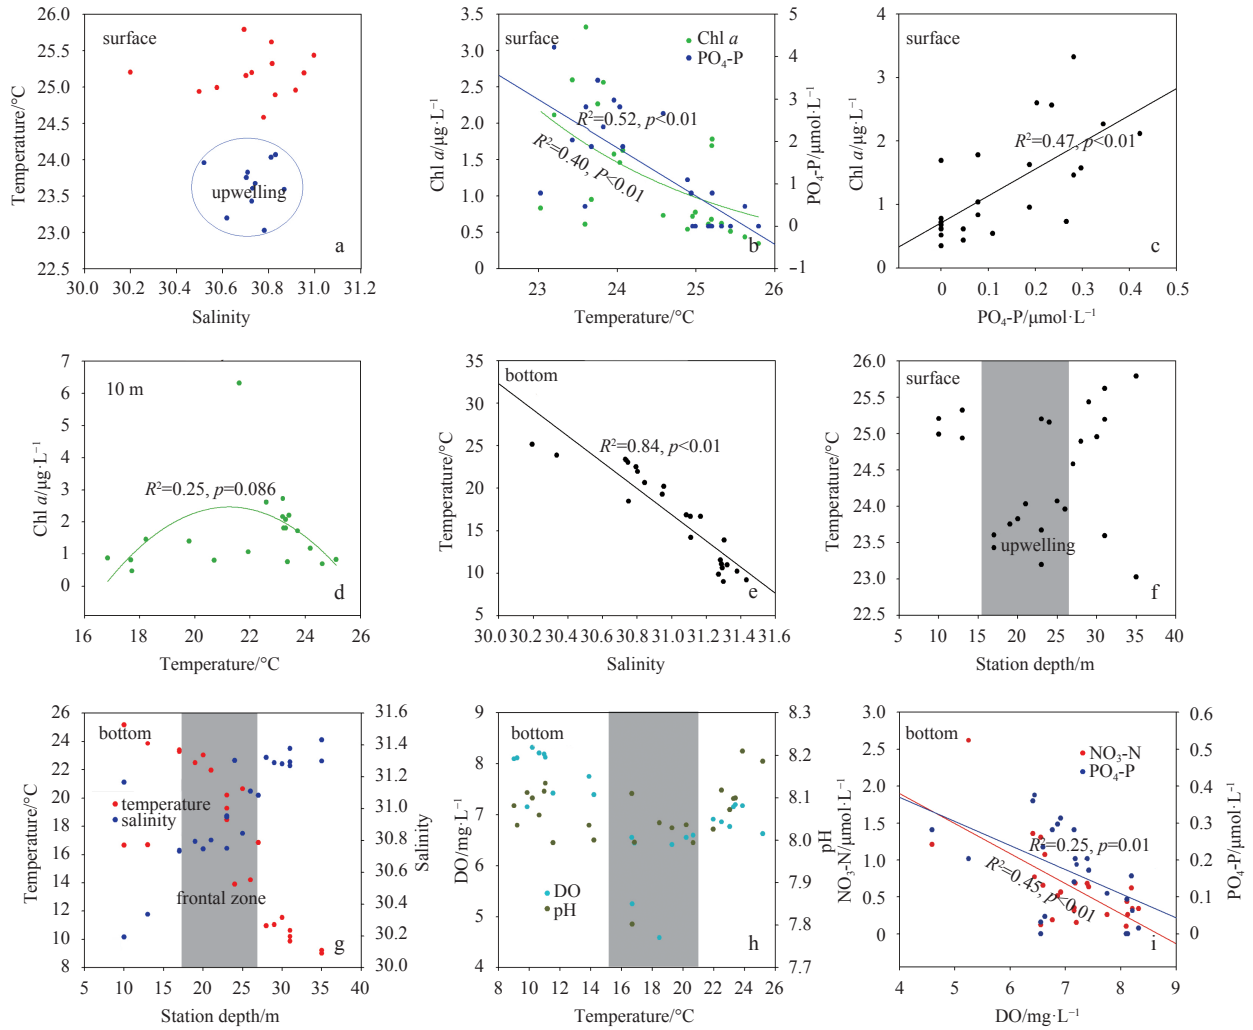 surface
Temperature/°C
26.0
25.5
25.0
24.5
24.0
23.5
23.0
22.5
upwelling
a
30.0 30.2 30.4 30.6 30.8 31.0 31.2
Salinity
surface
Chl a/μg·L⁻¹
3.5
3.0
2.5
2.0
1.5
1.0
0.5
0
Chl a
PO₄-P
R²=0.52, p<0.01
R²=0.40, P<0.01
b
5
4
3
2
1
0
−1
PO₄-P/μmol·L⁻¹
23 24 25 26
Temperature/°C
surface
Chl a/μg·L⁻¹
4
3
2
1
0
R²=0.47, p<0.01
c
0 0.1 0.2 0.3 0.4 0.5
PO₄-P/μmol·L⁻¹
10 m
Chl a/μg·L⁻¹
7
6
5
4
3
2
1
0
R²=0.25, p=0.086
d
16 18 20 22 24 26
Temperature/°C
bottom
Temperature/°C
35
30
25
20
15
10
5
R²=0.84, p<0.01
e
30.0 30.2 30.4 30.6 30.8 31.0 31.2 31.4 31.6
Salinity
surface
Temperature/°C
26.0
25.5
25.0
24.5
24.0
23.5
23.0
22.5
upwelling
f
5 10 15 20 25 30 35 40
Station depth/m
bottom
Temperature/°C
26
24
22
20
18
16
14
12
10
8
temperature
salinity
frontal zone
g
31.6
31.4
31.2
31.0
30.8
30.6
30.4
30.2
30.0
Salinity
5 10 15 20 25 30 35 40
Station depth/m
bottom
DO/mg·L⁻¹
9
8
7
6
5
4
DO
pH
h
8.3
8.2
8.1
8.0
7.9
7.8
7.7
pH
8 10 12 14 16 18 20 22 24 26
Temperature/°C
bottom
NO₃-N/μmol·L⁻¹
3.0
2.5
2.0
1.5
1.0
0.5
0
NO₃-N
PO₄-P
R²=0.25, p=0.01
R²=0.45, p<0.01
i
0.6
0.5
0.4
0.3
0.2
0.1
0
PO₄-P/μmol·L⁻¹
4 5 6 7 8 9
DO/mg·L⁻¹